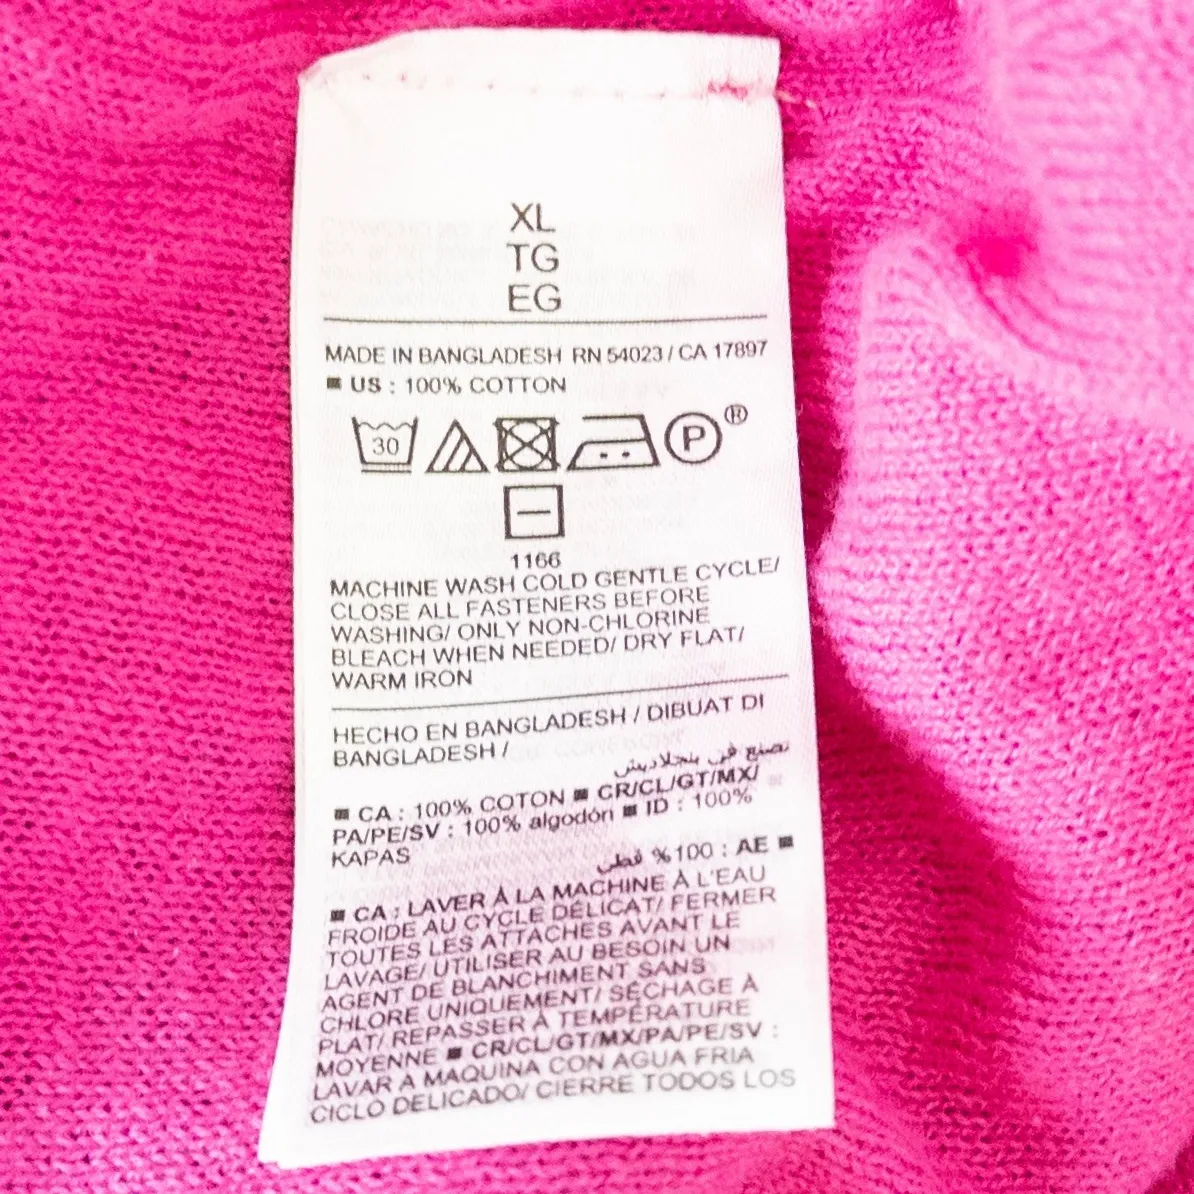 XL
TG
EG
MADE IN BANGLADESH RN 54023 / CA 17897
■ US : 100% COTTON
30 P ®
1166
MACHINE WASH COLD GENTLE CYCLE/
CLOSE ALL FASTENERS BEFORE
WASHING/ ONLY NON-CHLORINE
BLEACH WHEN NEEDED/ DRY FLAT/
WARM IRON
HECHO EN BANGLADESH / DIBUAT DI
BANGLADESH /
تصنع في بنجلاديش
■ CA : 100% COTON ■ CR/CL/GT/MX/
PA/PE/SV : 100% algodón ■ ID : 100%
KAPAS
■ AE : 100% قطن
■ CA : LAVER À LA MACHINE À L'EAU
FROIDE AU CYCLE DÉLICAT/ FERMER
TOUTES LES ATTACHES AVANT LE
LAVAGE/ UTILISER AU BESOIN UN
AGENT DE BLANCHIMENT SANS
CHLORE UNIQUEMENT/ SÉCHAGE À
PLAT/ REPASSER À TEMPÉRATURE
MOYENNE ■ CR/CL/GT/MX/PA/PE/SV :
LAVAR A MAQUINA CON AGUA FRIA
CICLO DELICADO/ CIERRE TODOS LOS